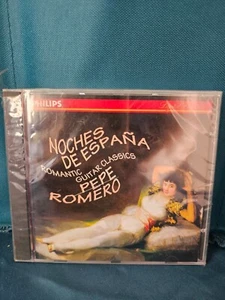 PHILIPS
NOCHES
DE ESPAÑA
ROMANTIC GUITAR CLASSICS
PEPE
ROMERO